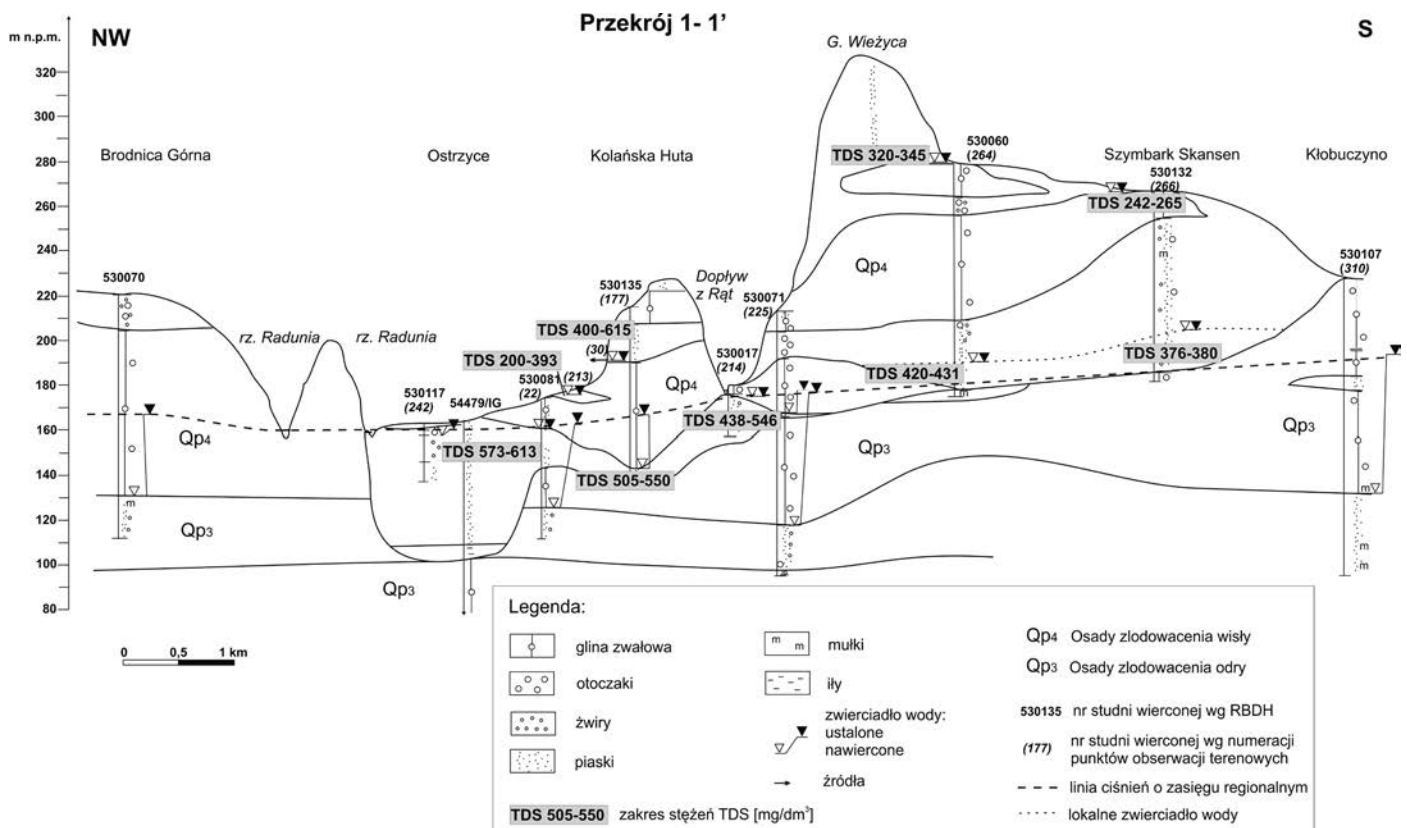 Przekrój 1- 1'
m n.p.m.
NW
S
320
300
280
260
240
220
200
180
160
140
120
100
80
G. Wieżyca
Brodnica Górna
Ostrzyce
Kolańska Huta
Szymbark Skansen
Kłobuczyno
TDS 320-345
530060
(264)
530132
(266)
TDS 242-265
530107
(310)
Qp4
530070
rz. Radunia
rz. Radunia
530135
(177)
Dopływ
z Rąt
530071
(225)
TDS 400-615
(30)
TDS 200-393
530017
(214)
530081
(213)
(22)
530117
(242)
54479/IG
Qp4
TDS 420-431
TDS 376-380
Qp4
TDS 573-613
TDS 438-546
TDS 505-550
Qp3
Qp3
Qp3
Qp3
m
m
m
m
m
m
0 0,5 1 km
Legenda:
glina zwałowa
otoczaki
żwiry
piaski
TDS 505-550 zakres stężeń TDS [mg/dm³]
m
m
mułki
iły
zwierciadło wody:
ustalone
nawiercone
źródła
Qp4 Osady zlodowacenia wisły
Qp3 Osady zlodowacenia odry
530135 nr studni wierconej wg RBDH
(177) nr studni wierconej wg numeracji
punktów obserwacji terenowych
linia ciśnień o zasięgu regionalnym
lokalne zwierciadło wody